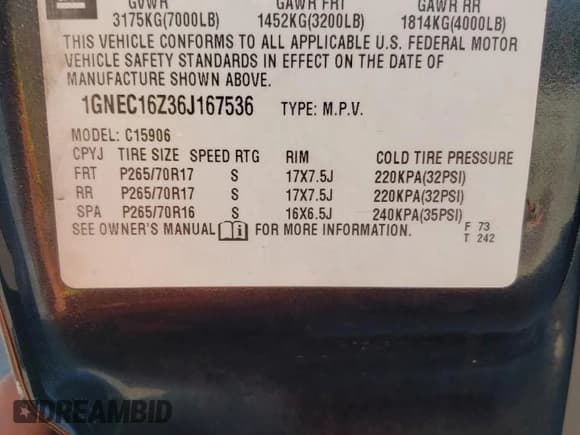 GM
GVWR GAWR FRT GAWR RR
3175KG(7000LB) 1452KG(3200LB) 1814KG(4000LB)
THIS VEHICLE CONFORMS TO ALL APPLICABLE U.S. FEDERAL MOTOR
VEHICLE SAFETY STANDARDS IN EFFECT ON THE DATE OF
MANUFACTURE SHOWN ABOVE.
1GNEC16Z36J167536 TYPE: M.P.V.
MODEL: C15906
CPYJ TIRE SIZE SPEED RTG RIM COLD TIRE PRESSURE
FRT P265/70R17 S 17X7.5J 220KPA(32PSI)
RR P265/70R17 S 17X7.5J 220KPA(32PSI)
SPA P265/70R16 S 16X6.5J 240KPA(35PSI)
SEE OWNER'S MANUAL FOR MORE INFORMATION.
F 73
T 242
DREAMBID